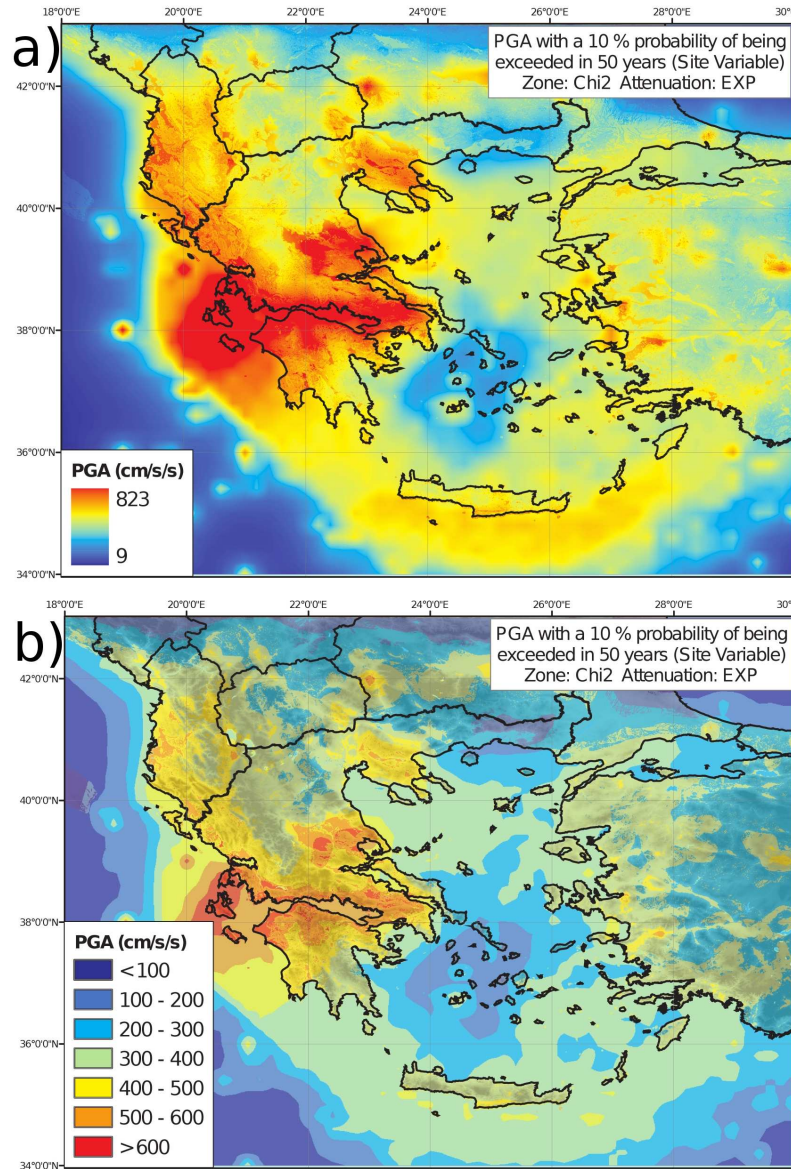 18°0'0"E 20°0'0"E 22°0'0"E 24°0'0"E 26°0'0"E 28°0'0"E 30°
a)
PGA with a 10 % probability of being
exceeded in 50 years (Site Variable)
Zone: Chi2 Attenuation: EXP
42°0'0"N
40°0'0"N
38°0'0"N
36°0'0"N
PGA (cm/s/s)
823
9
34°0'0"N
18°0'0"E 20°0'0"E 22°0'0"E 24°0'0"E 26°0'0"E 28°0'0"E 30°
b)
PGA with a 10 % probability of being
exceeded in 50 years (Site Variable)
Zone: Chi2 Attenuation: EXP
42°0'0"N
40°0'0"N
38°0'0"N
PGA (cm/s/s)
<100
100 - 200
200 - 300
36°0'0"N
300 - 400
400 - 500
500 - 600
>600
34°0'0"N